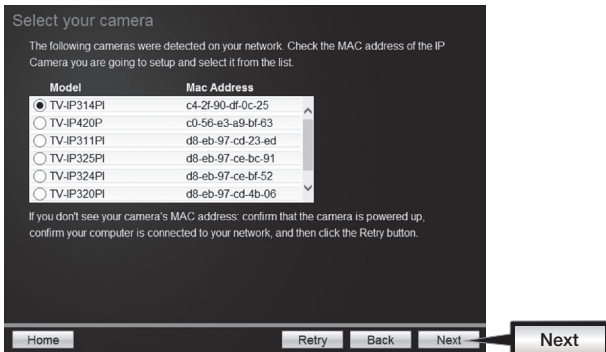 Select your camera
The following cameras were detected on your network. Check the MAC address of the IP
Camera you are going to setup and select it from the list.
Model Mac Address
TV-IP314PI c4-2f-90-df-0c-25
TV-IP420P c0-56-e3-a9-bf-63
TV-IP311PI d8-eb-97-cd-23-ed
TV-IP325PI d8-eb-97-ce-bc-91
TV-IP324PI d8-eb-97-ce-bf-52
TV-IP320PI d8-eb-97-cd-4b-06
If you don't see your camera's MAC address: confirm that the camera is powered up,
confirm your computer is connected to your network, and then click the Retry button.
Home Retry Back Next Next